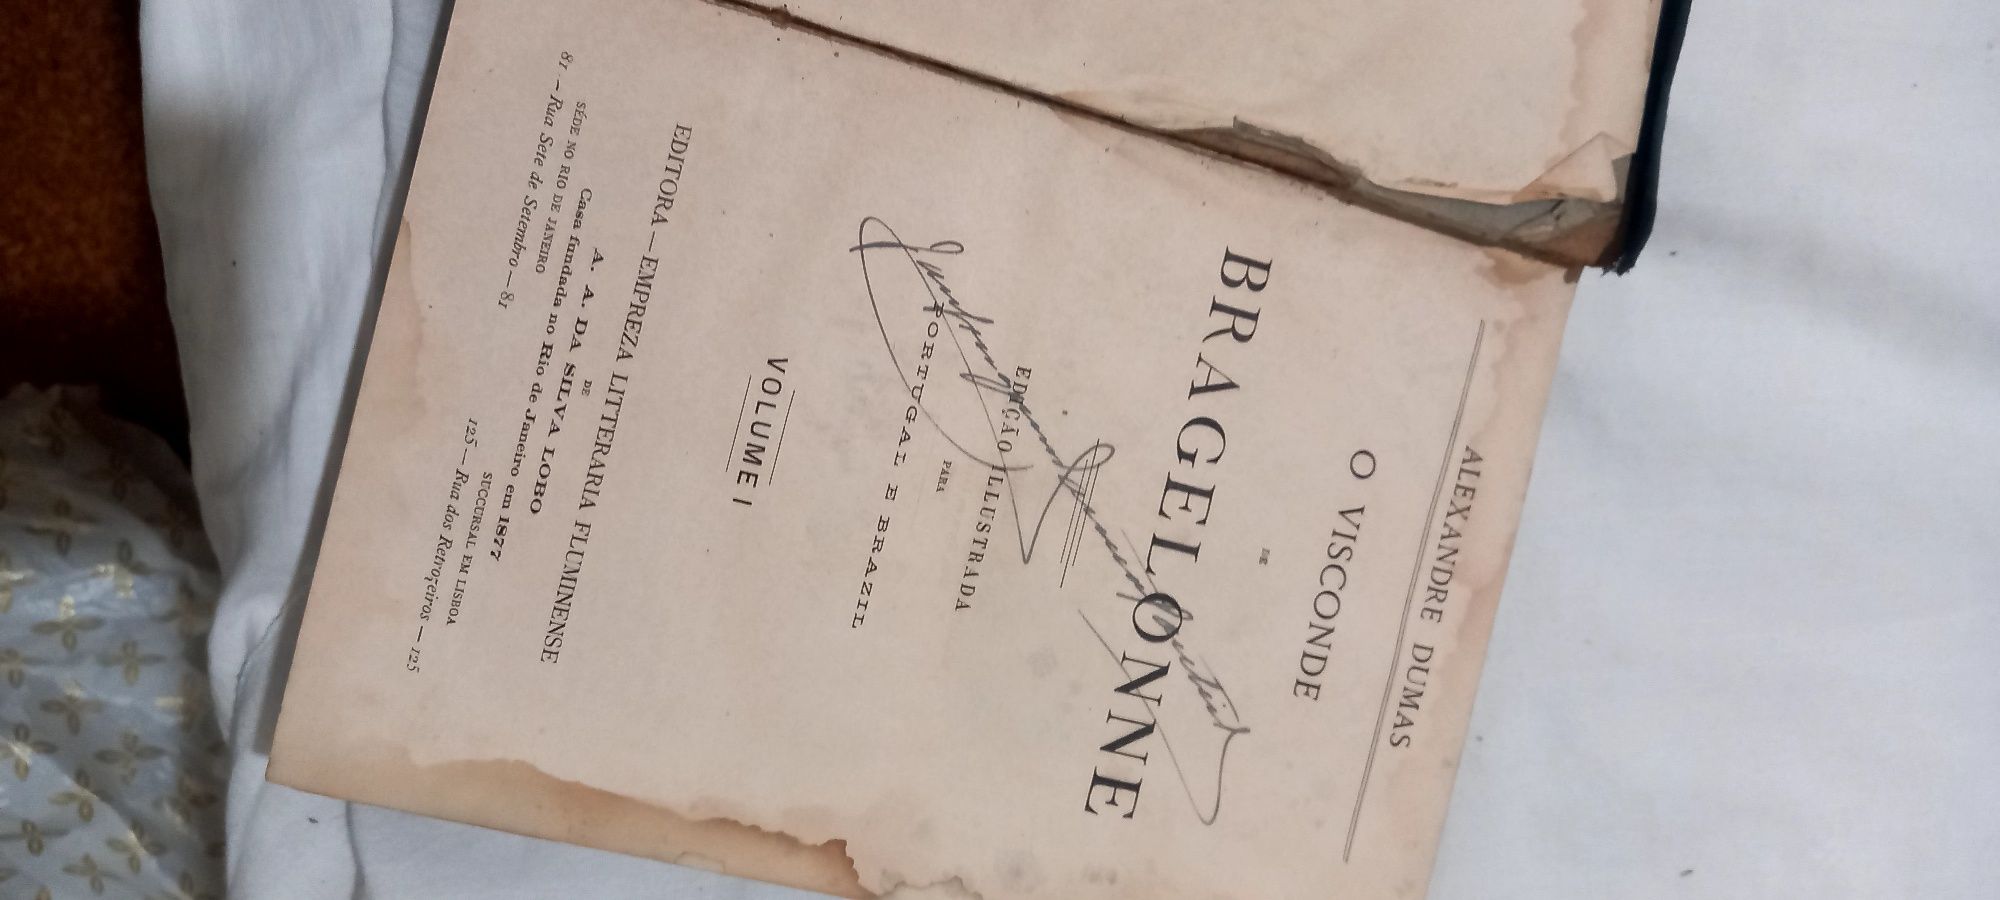 ALEXANDRE DUMAS
O VISCONDE
DE
BRAGELONNE
EDIÇÃO ILLUSTRADA
PARA
PORTUGAL E BRAZIL
VOLUME I
EDITORA — EMPREZA LITTERARIA FLUMINENSE
DE
A. A. DA SILVA LOBO
Casa fundada no Rio de Janeiro em 1877
SÉDE NO RIO DE JANEIRO
81 — Rua Sete de Setembro — 81
SUCCURSAL EM LISBOA
125 — Rua dos Retrozeiros — 125